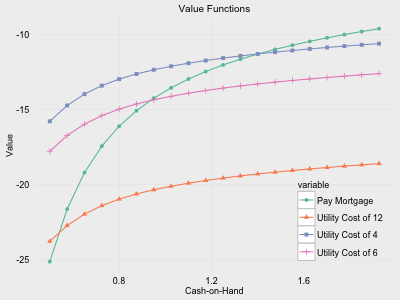 Value Functions
-10
-15
-20
-25
Value
0.8 1.2 1.6
Cash-on-Hand
variable
Pay Mortgage
Utility Cost of 12
Utility Cost of 4
Utility Cost of 6